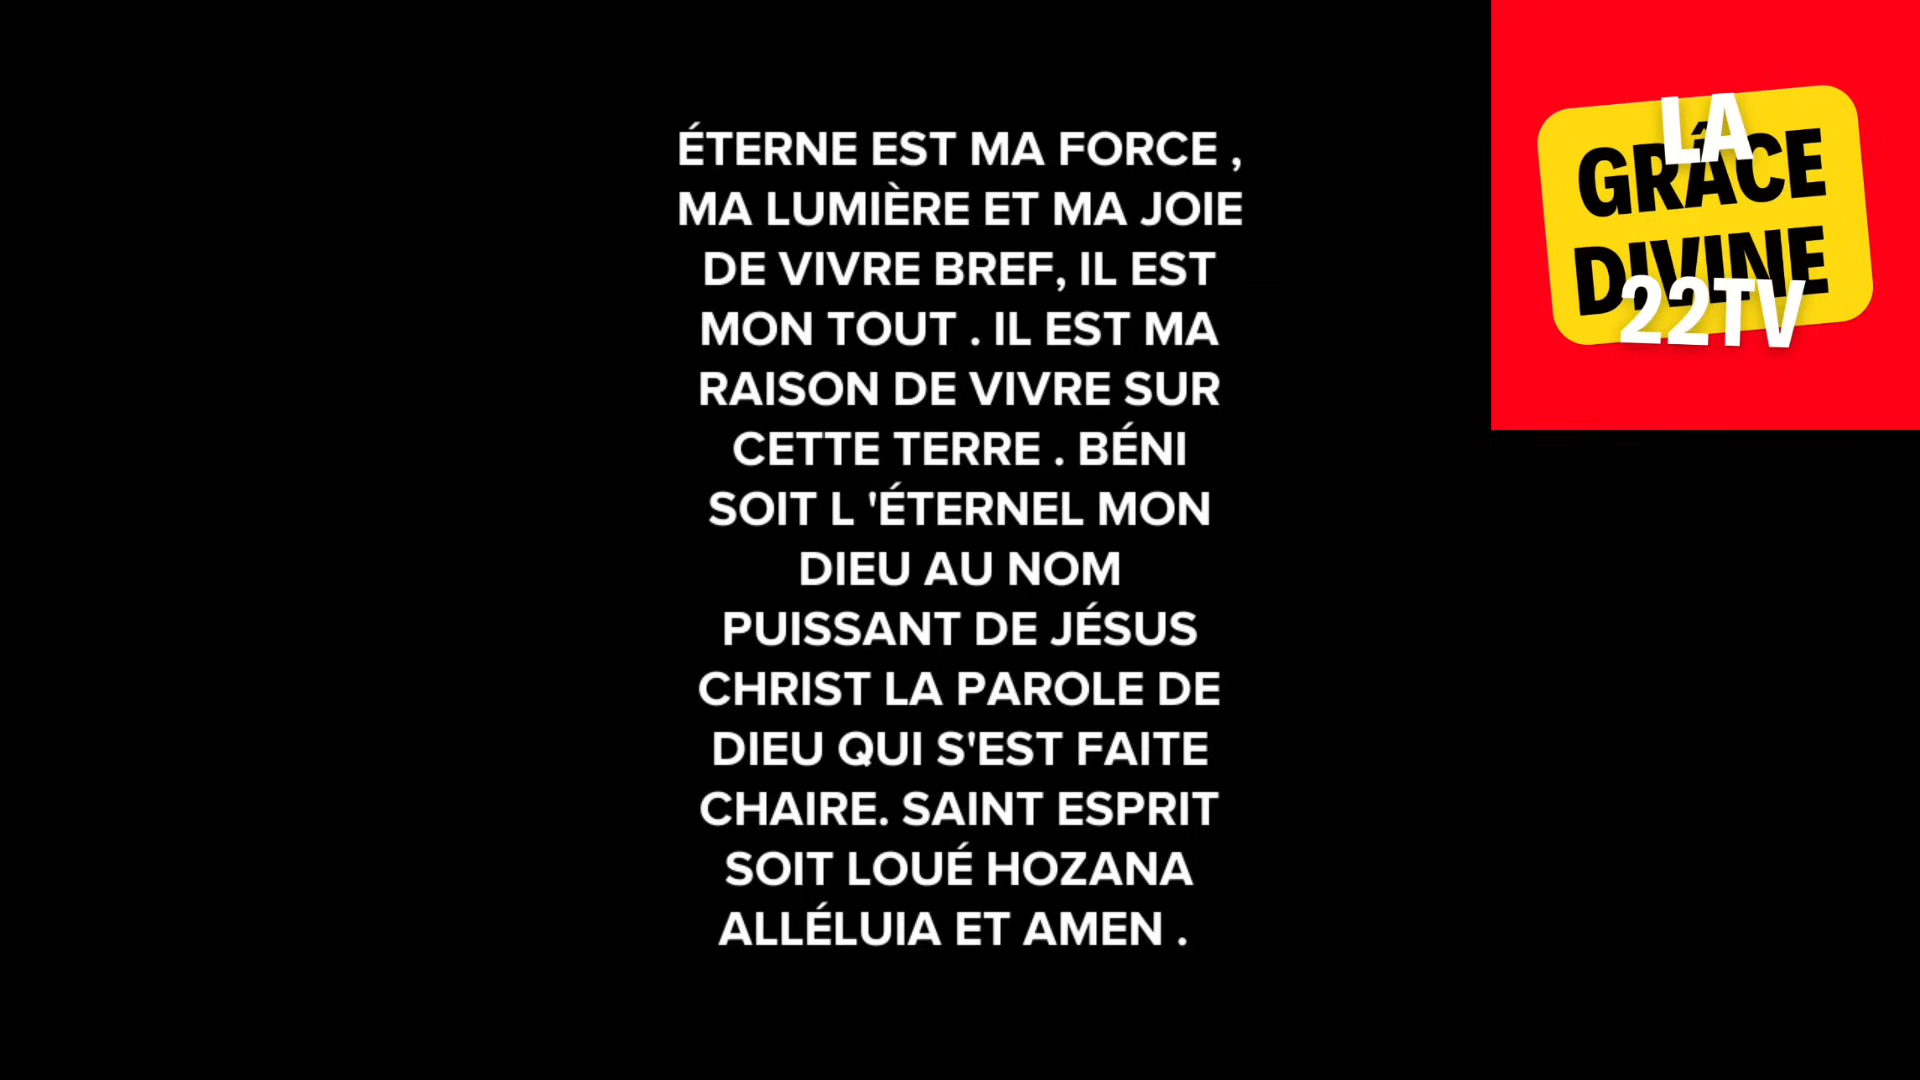 ÉTERNE EST MA FORCE ,
MA LUMIÈRE ET MA JOIE
DE VIVRE BREF, IL EST
MON TOUT . IL EST MA
RAISON DE VIVRE SUR
CETTE TERRE . BÉNI
SOIT L 'ÉTERNEL MON
DIEU AU NOM
PUISSANT DE JÉSUS
CHRIST LA PAROLE DE
DIEU QUI S'EST FAITE
CHAIRE. SAINT ESPRIT
SOIT LOUÉ HOZANA
ALLÉLUIA ET AMEN .
LA
GRÂCE
DIVINE
22TV